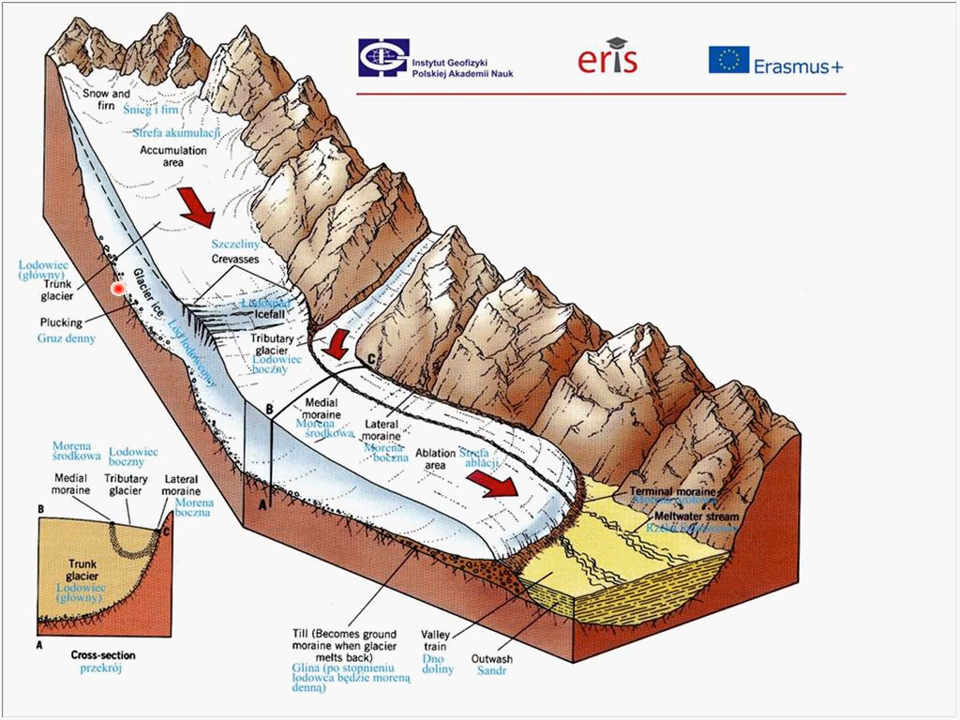 Instytut Geofizyki
Polskiej Akademii Nauk
eris
Erasmus+
Snow and
firn
Śnieg i firn
Strefa akumulacji
Accumulation
area
Szczeliny
Crevasses
Lodowiec
(główny)
Trunk
glacier
Glacier ice
Lód lodowcowy
Icefall
Plucking
Gruz denny
Tributary
glacier
Lodowiec
boczny
C
B
Medial
moraine
Morena
środkowa
Lateral
moraine
Morena
boczna
Ablation
area
Strefa
ablacji
A
Terminal moraine
Meltwater stream
Morena
środkowa
Lodowiec
boczny
Medial
moraine
Tributary
glacier
Lateral
moraine
Morena
boczna
B
C
Trunk
glacier
Lodowiec
(główny)
A
Cross-section
przekrój
Till (Becomes ground
moraine when glacier
melts back)
Glina (po stopnieniu
lodowca będzie moreną
denną)
Valley
train
Dno
doliny
Outwash
Sandr